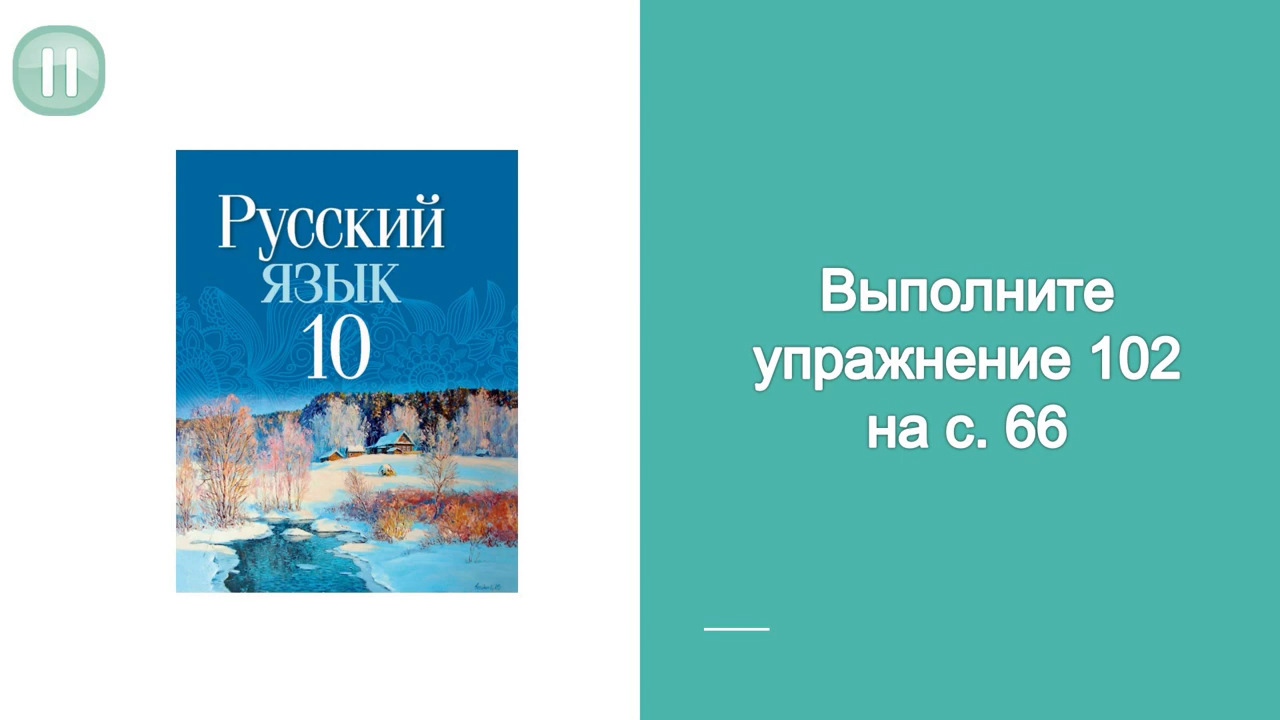 Русский
язык
10
Выполните
упражнение 102
на с. 66